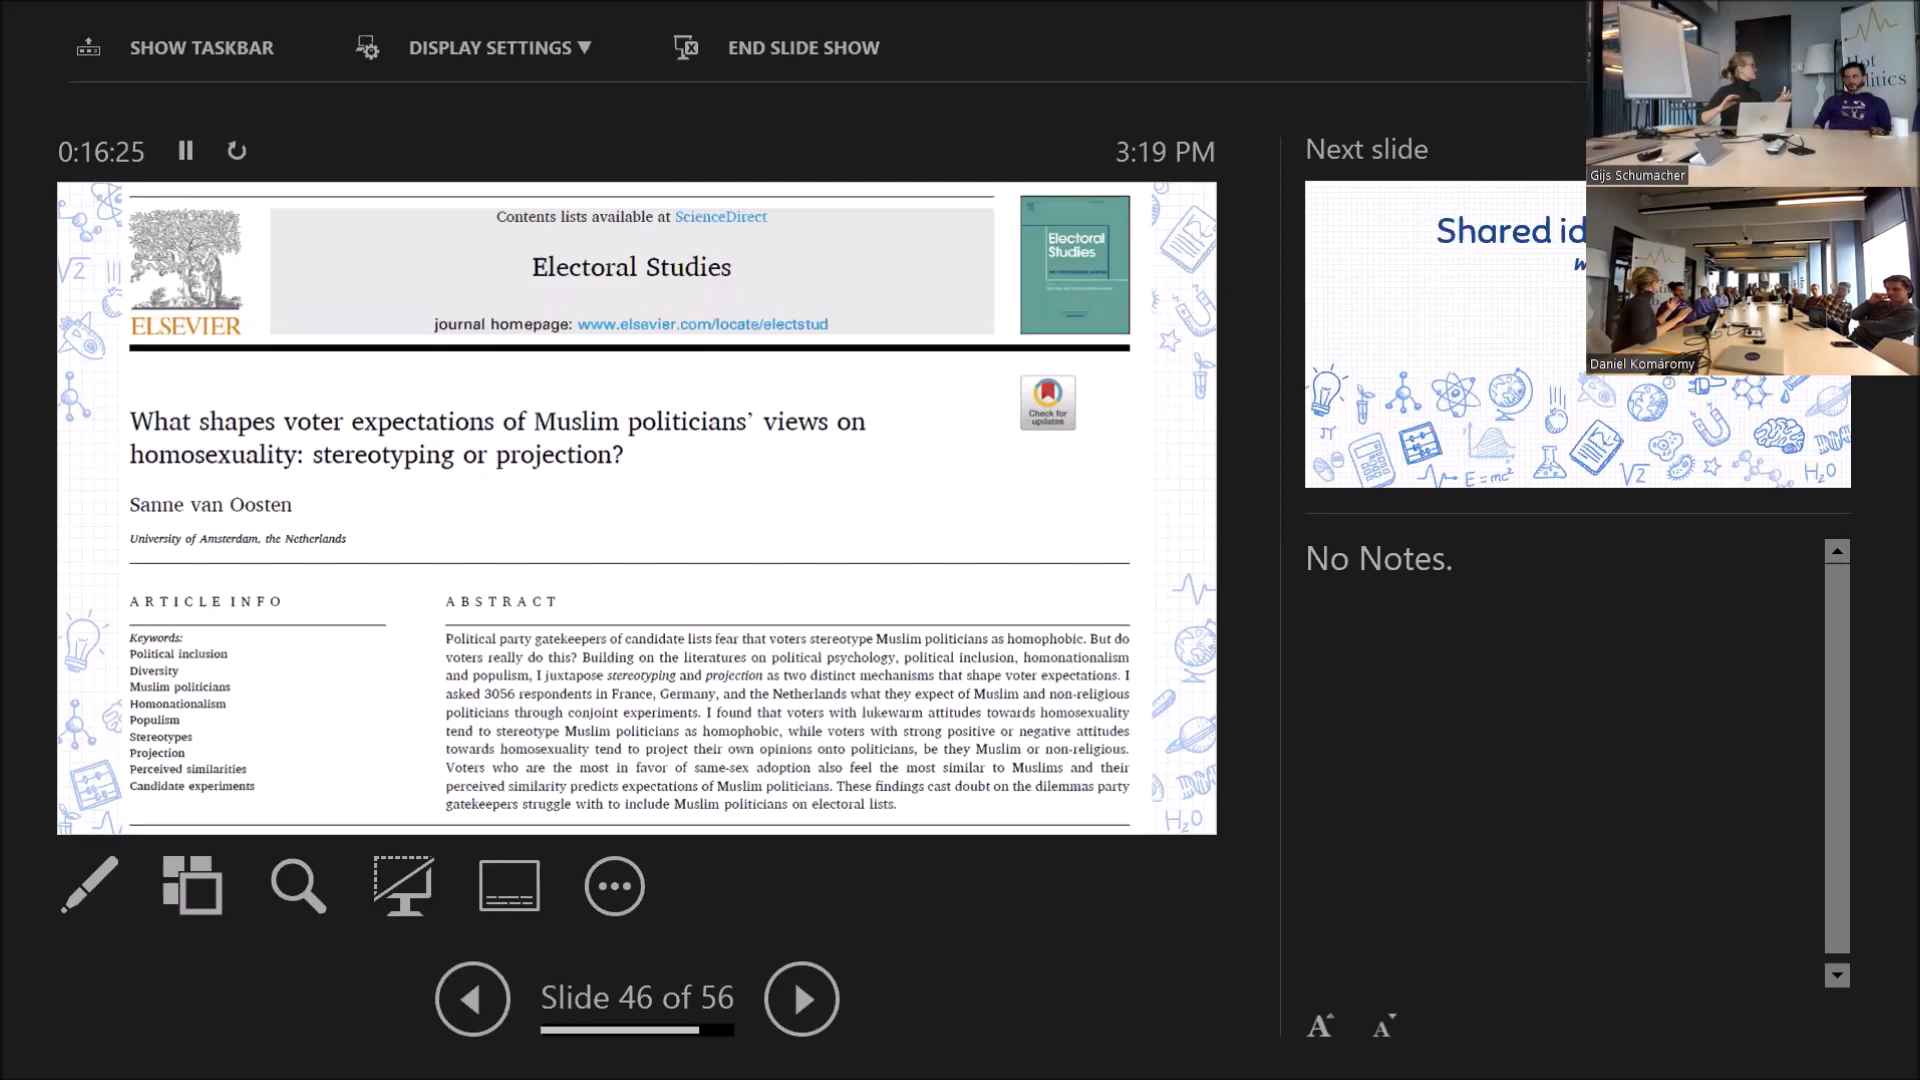 SHOW TASKBAR
DISPLAY SETTINGS ▼
END SLIDE SHOW
0:16:25
3:19 PM
Contents lists available at ScienceDirect
Electoral Studies
journal homepage: www.elsevier.com/locate/electstud
ELSEVIER
Electoral
Studies
Check for
updates
What shapes voter expectations of Muslim politicians’ views on
homosexuality: stereotyping or projection?
Sanne van Oosten
University of Amsterdam, the Netherlands
ARTICLE INFO
Keywords:
Political inclusion
Diversity
Muslim politicians
Homonationalism
Populism
Stereotypes
Projection
Perceived similarities
Candidate experiments
ABSTRACT
Political party gatekeepers of candidate lists fear that voters stereotype Muslim politicians as homophobic. But do
voters really do this? Building on the literatures on political psychology, political inclusion, homonationalism
and populism, I juxtapose stereotyping and projection as two distinct mechanisms that shape voter expectations. I
asked 3056 respondents in France, Germany, and the Netherlands what they expect of Muslim and non-religious
politicians through conjoint experiments. I found that voters with lukewarm attitudes towards homosexuality
tend to stereotype Muslim politicians as homophobic, while voters with strong positive or negative attitudes
towards homosexuality tend to project their own opinions onto politicians, be they Muslim or non-religious.
Voters who are the most in favor of same-sex adoption also feel the most similar to Muslims and their
perceived similarity predicts expectations of Muslim politicians. These findings cast doubt on the dilemmas party
gatekeepers struggle with to include Muslim politicians on electoral lists.
√2
H₂O
Slide 46 of 56
Next slide
Shared id
π
E=mc²
√2
H₂O
No Notes.
A
A
Hot
Politics
Gijs Schumacher
Daniel Komáromy